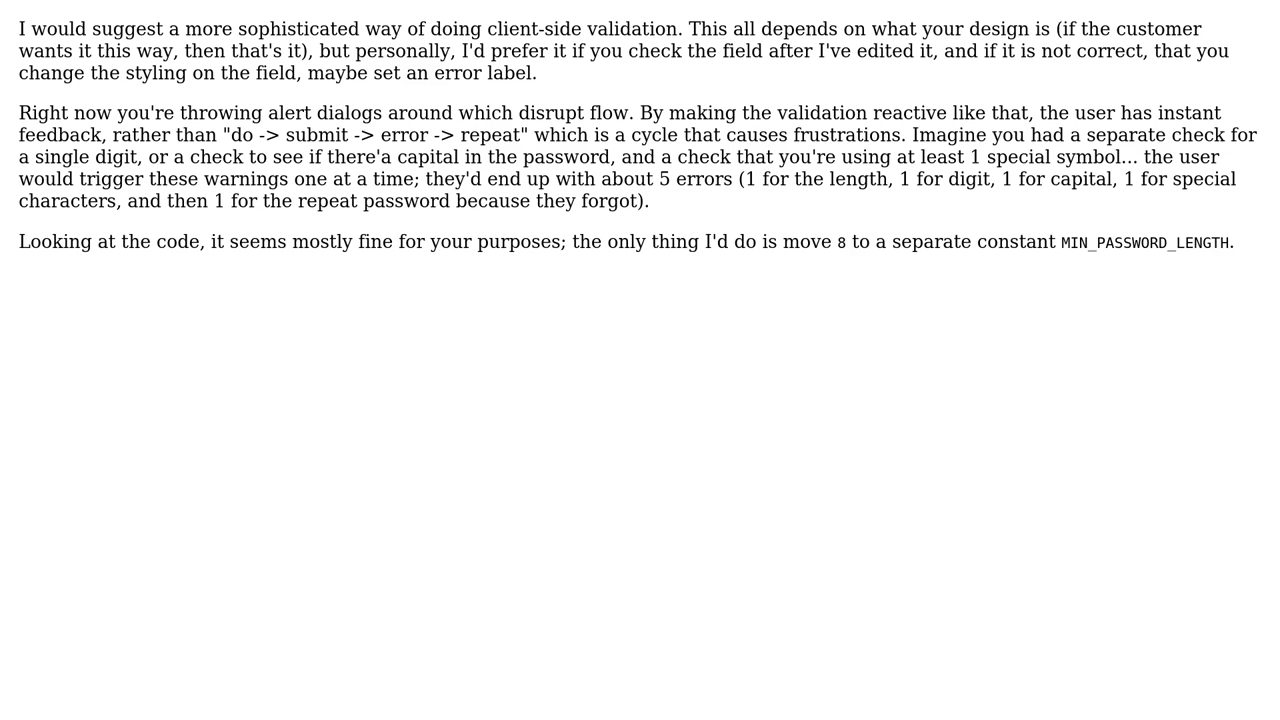 I would suggest a more sophisticated way of doing client-side validation. This all depends on what your design is (if the customer
wants it this way, then that's it), but personally, I'd prefer it if you check the field after I've edited it, and if it is not correct, that you
change the styling on the field, maybe set an error label.
Right now you're throwing alert dialogs around which disrupt flow. By making the validation reactive like that, the user has instant
feedback, rather than "do -> submit -> error -> repeat" which is a cycle that causes frustrations. Imagine you had a separate check for
a single digit, or a check to see if there'a capital in the password, and a check that you're using at least 1 special symbol... the user
would trigger these warnings one at a time; they'd end up with about 5 errors (1 for the length, 1 for digit, 1 for capital, 1 for special
characters, and then 1 for the repeat password because they forgot).
Looking at the code, it seems mostly fine for your purposes; the only thing I'd do is move 8 to a separate constant MIN_PASSWORD_LENGTH.